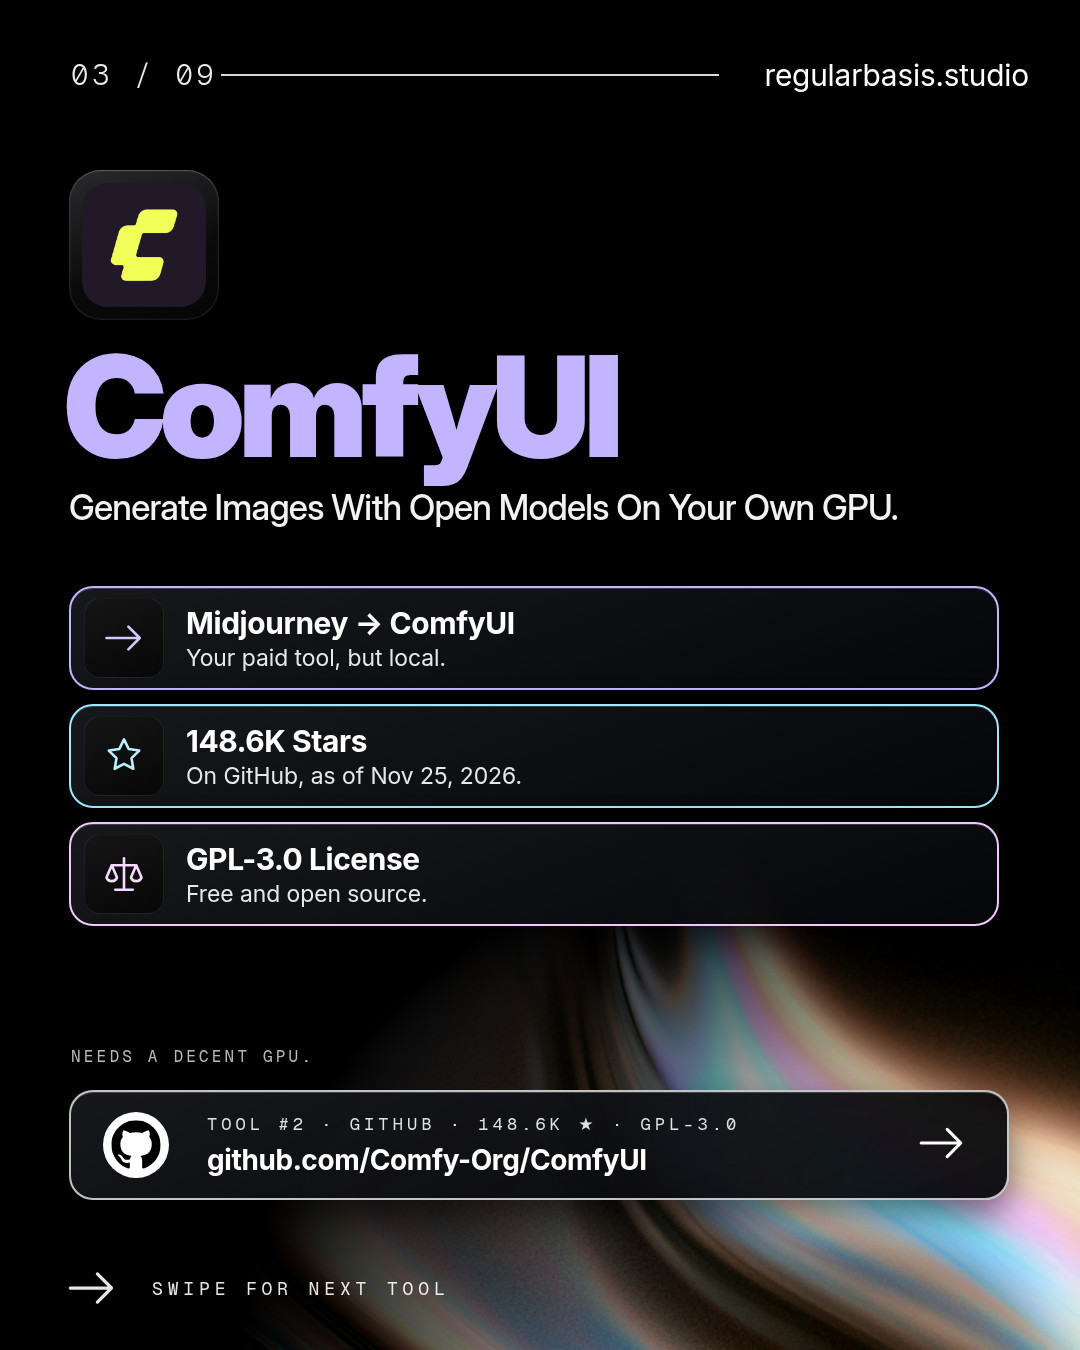 03 / 09
regularbasis.studio
ComfyUI
Generate Images With Open Models On Your Own GPU.
Midjourney → ComfyUI
Your paid tool, but local.
148.6K Stars
On GitHub, as of Nov 25, 2026.
GPL-3.0 License
Free and open source.
NEEDS A DECENT GPU.
TOOL #2 · GITHUB · 148.6K ★ · GPL-3.0
github.com/Comfy-Org/ComfyUI
SWIPE FOR NEXT TOOL